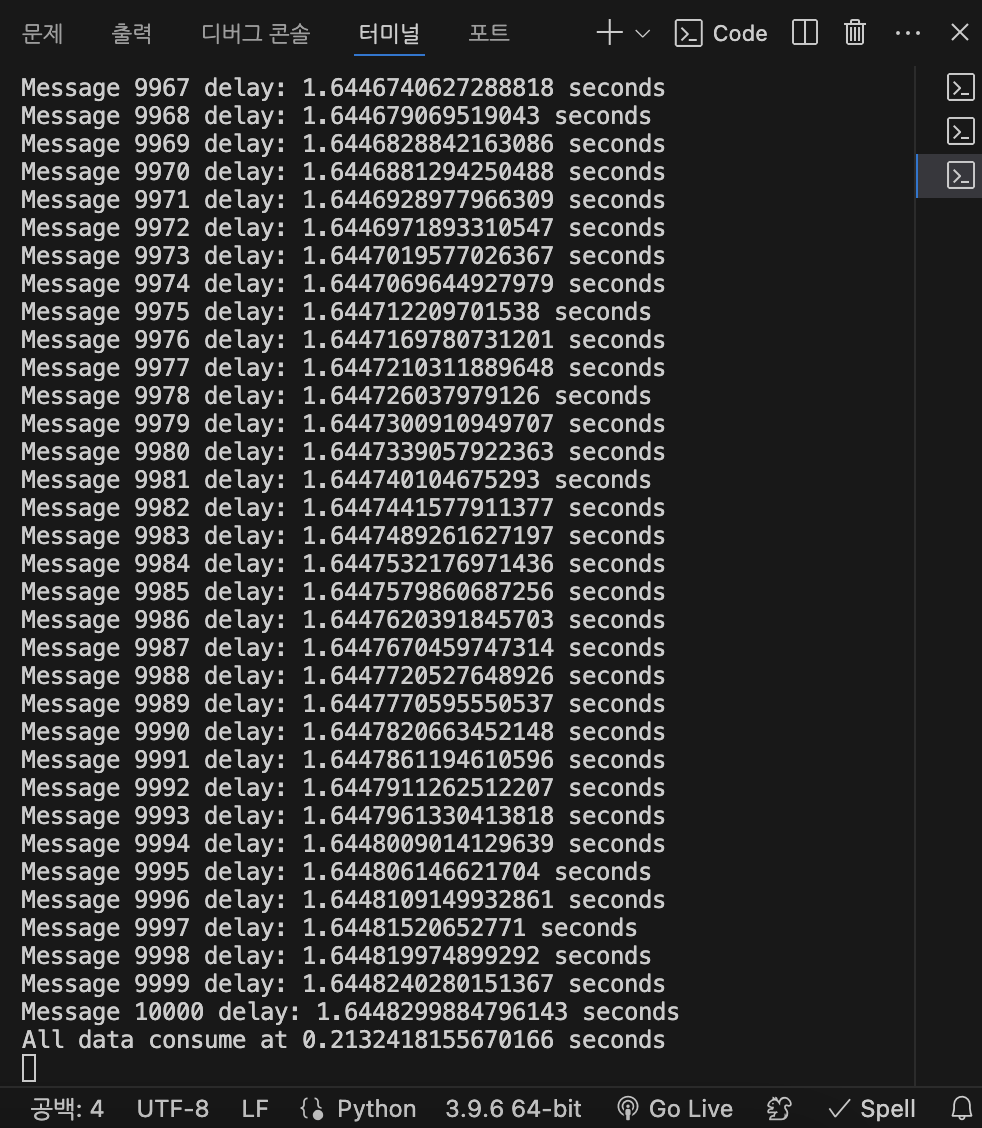 문제 출력 디버그 콘솔 터미널 포트 Code
Message 9967 delay: 1.6446740627288818 seconds
Message 9968 delay: 1.644679069519043 seconds
Message 9969 delay: 1.6446828842163086 seconds
Message 9970 delay: 1.6446881294250488 seconds
Message 9971 delay: 1.6446928977966309 seconds
Message 9972 delay: 1.6446971893310547 seconds
Message 9973 delay: 1.6447019577026367 seconds
Message 9974 delay: 1.6447069644927979 seconds
Message 9975 delay: 1.644712209701538 seconds
Message 9976 delay: 1.6447169780731201 seconds
Message 9977 delay: 1.6447210311889648 seconds
Message 9978 delay: 1.644726037979126 seconds
Message 9979 delay: 1.6447300910949707 seconds
Message 9980 delay: 1.6447339057922363 seconds
Message 9981 delay: 1.644740104675293 seconds
Message 9982 delay: 1.6447441577911377 seconds
Message 9983 delay: 1.6447489261627197 seconds
Message 9984 delay: 1.6447532176971436 seconds
Message 9985 delay: 1.6447579860687256 seconds
Message 9986 delay: 1.6447620391845703 seconds
Message 9987 delay: 1.6447670459747314 seconds
Message 9988 delay: 1.6447720527648926 seconds
Message 9989 delay: 1.6447770595550537 seconds
Message 9990 delay: 1.6447820663452148 seconds
Message 9991 delay: 1.6447861194610596 seconds
Message 9992 delay: 1.6447911262512207 seconds
Message 9993 delay: 1.6447961330413818 seconds
Message 9994 delay: 1.6448009014129639 seconds
Message 9995 delay: 1.644806146621704 seconds
Message 9996 delay: 1.6448109149932861 seconds
Message 9997 delay: 1.64481520652771 seconds
Message 9998 delay: 1.644819974899292 seconds
Message 9999 delay: 1.6448240280151367 seconds
Message 10000 delay: 1.6448299884796143 seconds
All data consume at 0.2132418155670166 seconds
공백: 4 UTF-8 LF Python 3.9.6 64-bit Go Live Spell